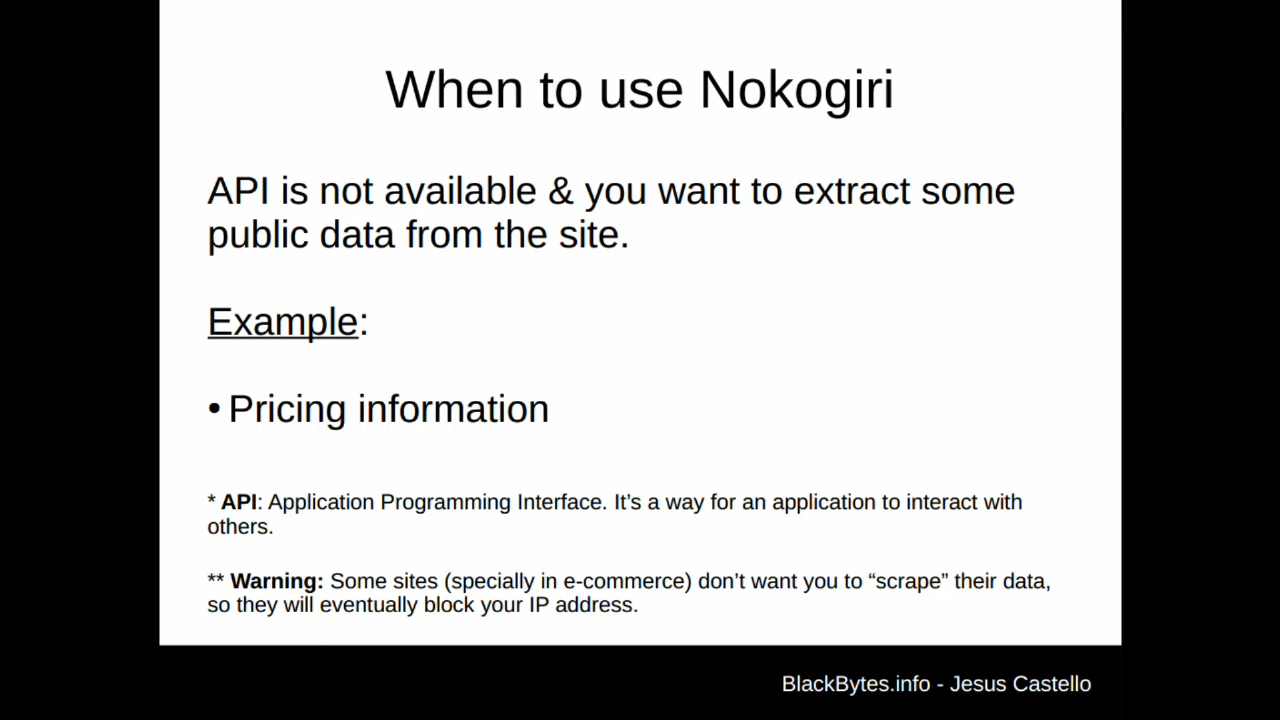 When to use Nokogiri
API is not available & you want to extract some
public data from the site.
Example:
• Pricing information
* API: Application Programming Interface. It’s a way for an application to interact with
others.
** Warning: Some sites (specially in e-commerce) don’t want you to “scrape” their data,
so they will eventually block your IP address.
BlackBytes.info - Jesus Castello